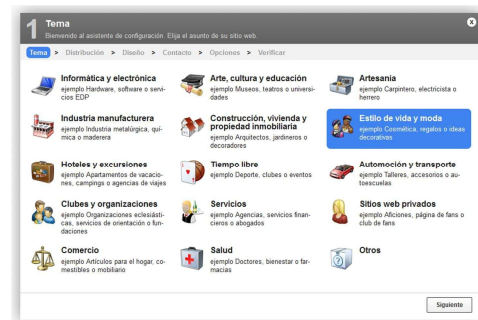 1 Tema
Bienvenido al asistente de configuración. Elija el asunto de su sitio web.
Tema > Distribución > Diseño > Contacto > Opciones > Verificar
Informática y electrónica
ejemplo Hardware, software o servi-
cios EDP
Arte, cultura y educación
ejemplo Museos, teatros o universi-
dades
Artesanía
ejemplo Carpintero, electricista o
herrero
Industria manufacturera
ejemplo Industria metalúrgica, quí-
mica o maderera
Construcción, vivienda y
propiedad inmobiliaria
ejemplo Arquitectos, jardineros o
decoradores
Estilo de vida y moda
ejemplo Cosmética, regalos o ideas
decorativas
Hoteles y excursiones
ejemplo Apartamentos de vacacio-
nes, campings o agencias de viajes
Tiempo libre
ejemplo Deporte, clubes o eventos
Automoción y transporte
ejemplo Talleres, accesorios o au-
toescuelas
Clubes y organizaciones
ejemplo Organizaciones eclesiásti-
cas, servicios de orientación o fun-
daciones
Servicios
ejemplo Agencias, servicios finan-
cieros o abogados
Sitios web privados
ejemplo Aficiones, página de fans o
club de fans
Comercio
ejemplo Artículos para el hogar, co-
mestibles o mobiliario
Salud
ejemplo Doctores, bienestar o far-
macias
Otros
Siguiente